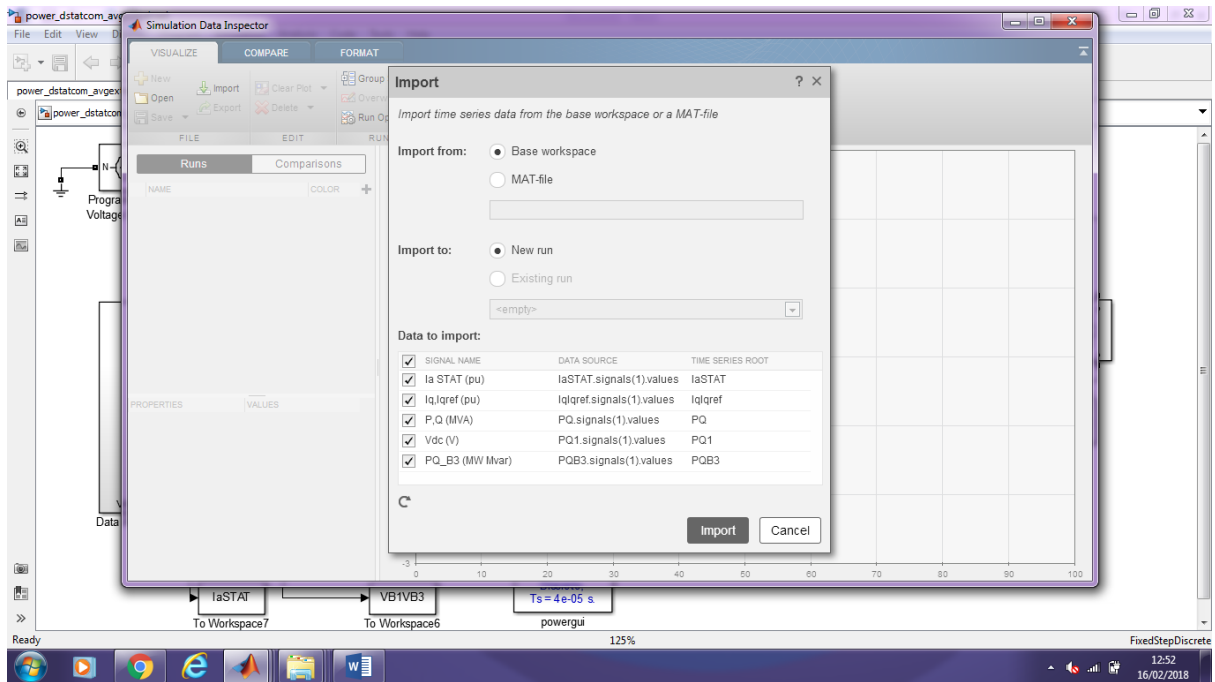 power_dstatcom_avg
Simulation Data Inspector
File Edit View Di
VISUALIZE COMPARE FORMAT
New
Open
Save
Import
Export
Clear Plot
Delete
Group
Overw
Run Op
FILE EDIT RUN
power_dstatcom_avgex
power_dstatcon
Runs Comparisons
NAME COLOR
N
Progra
Voltage
Import ? ×
Import time series data from the base workspace or a MAT-file
Import from: Base workspace
MAT-file
Import to: New run
Existing run
<empty>
Data to import:
SIGNAL NAME DATA SOURCE TIME SERIES ROOT
Ia STAT (pu) IaSTAT.signals(1).values IaSTAT
Iq,Iqref (pu) IqIqref.signals(1).values IqIqref
P,Q (MVA) PQ.signals(1).values PQ
Vdc (V) PQ1.signals(1).values PQ1
PQ_B3 (MW Mvar) PQB3.signals(1).values PQB3
Import Cancel
PROPERTIES VALUES
V
Data
-3
0 10 20 30 40 50 60 70 80 90 100
IaSTAT
To Workspace7
VB1VB3
To Workspace6
Ts = 4e-05 s.
powergui
Ready 125% FixedStepDiscrete
12:52
16/02/2018